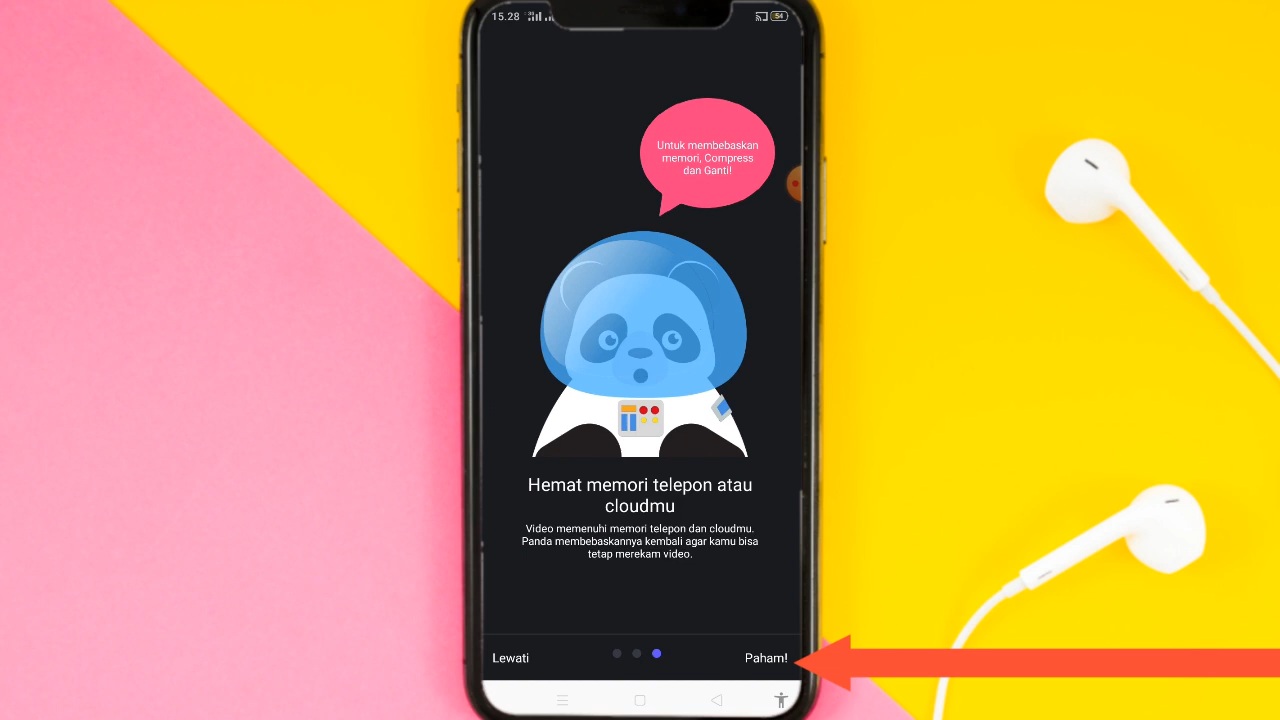 15.28
54
Untuk membebaskan
memori, Compress
dan Ganti!
Hemat memori telepon atau
cloudmu
Video memenuhi memori telepon dan cloudmu.
Panda membebaskannya kembali agar kamu bisa
tetap merekam video.
Lewati
Paham!